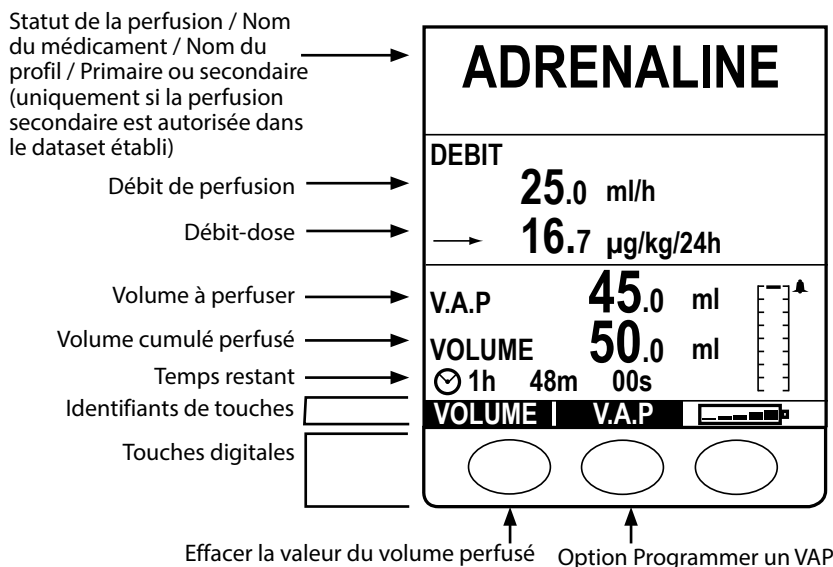 Statut de la perfusion / Nom
du médicament / Nom du
profil / Primaire ou secondaire
(uniquement si la perfusion
secondaire est autorisée dans
le dataset établi)
ADRENALINE
DEBIT
Débit de perfusion
25.0 ml/h
Débit-dose
16.7 µg/kg/24h
Volume à perfuser
V.A.P 45.0 ml
Volume cumulé perfusé
VOLUME 50.0 ml
Temps restant
1h 48m 00s
Identifiants de touches
VOLUME V.A.P
Touches digitales
Effacer la valeur du volume perfusé
Option Programmer un VAP